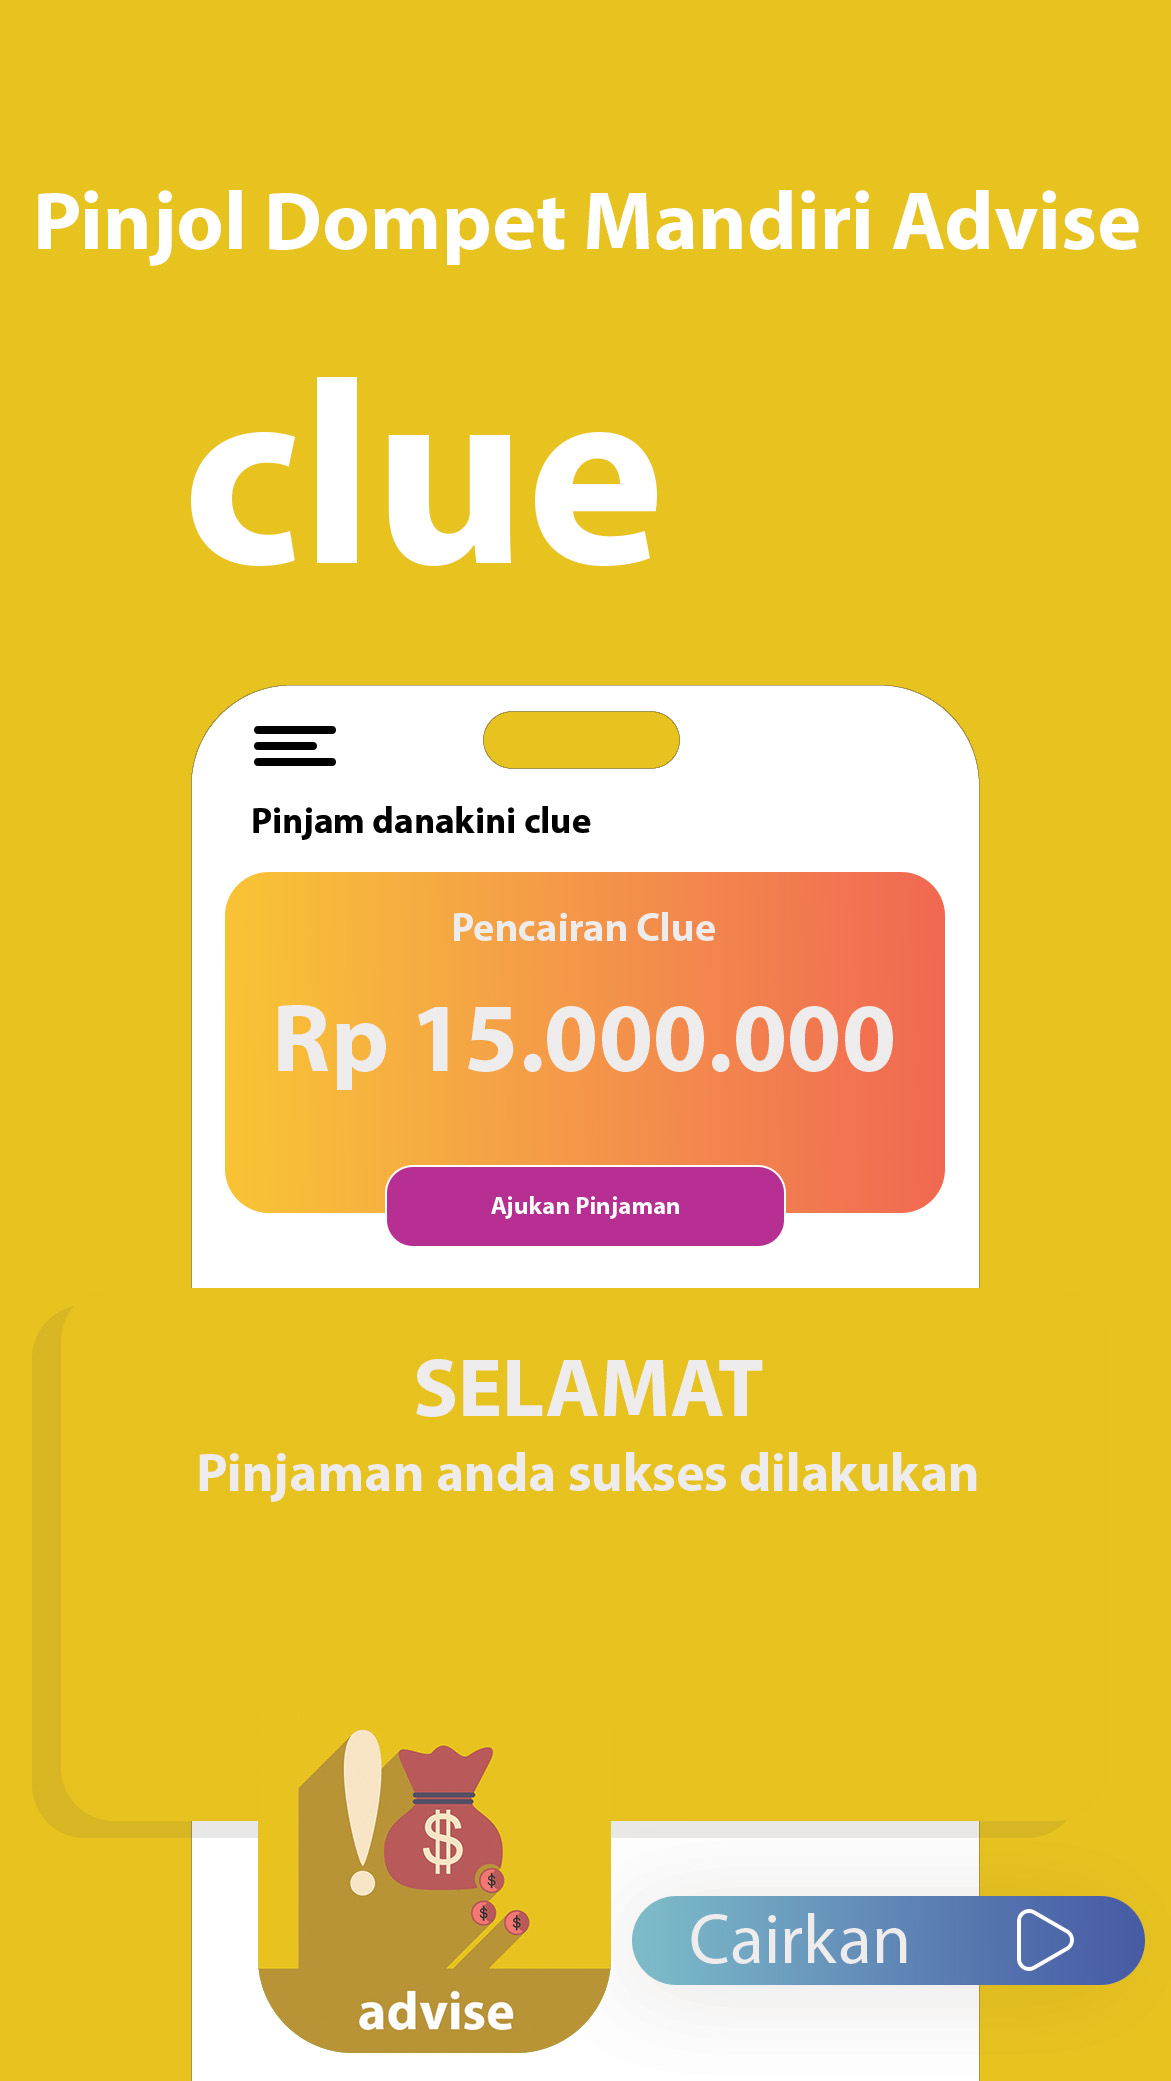 Pinjol Dompet Mandiri Advise
clue
Pinjam danakini clue
Pencairan Clue
Rp 15.000.000
Ajukan Pinjaman
SELAMAT
Pinjaman anda sukses dilakukan
$
$
$
$
Cairkan
advise